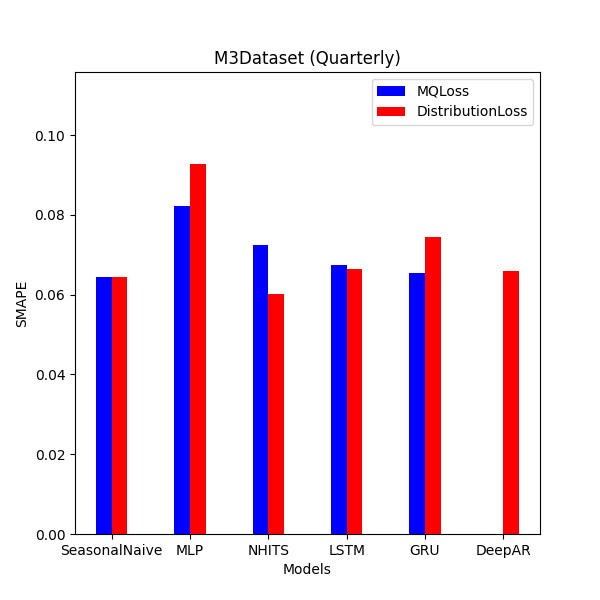 M3Dataset (Quarterly)
MQLoss
DistributionLoss
0.10
0.08
0.06
0.04
0.02
0.00
SMAPE
SeasonalNaive MLP NHITS LSTM GRU DeepAR
Models